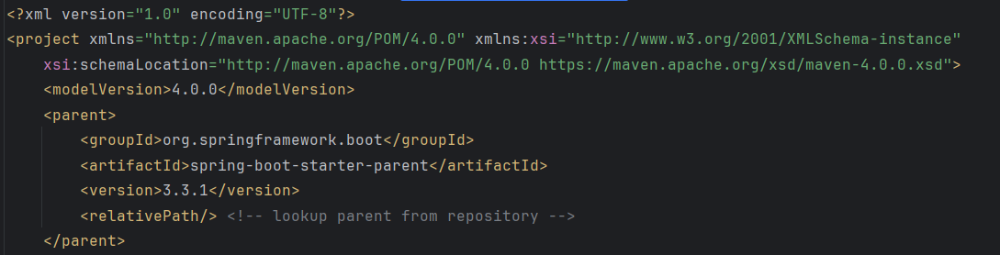 <?xml version="1.0" encoding="UTF-8"?>
<project xmlns="http://maven.apache.org/POM/4.0.0" xmlns:xsi="http://www.w3.org/2001/XMLSchema-instance"
    xsi:schemaLocation="http://maven.apache.org/POM/4.0.0 https://maven.apache.org/xsd/maven-4.0.0.xsd">
    <modelVersion>4.0.0</modelVersion>
    <parent>
        <groupId>org.springframework.boot</groupId>
        <artifactId>spring-boot-starter-parent</artifactId>
        <version>3.3.1</version>
        <relativePath/> <!-- lookup parent from repository -->
    </parent>